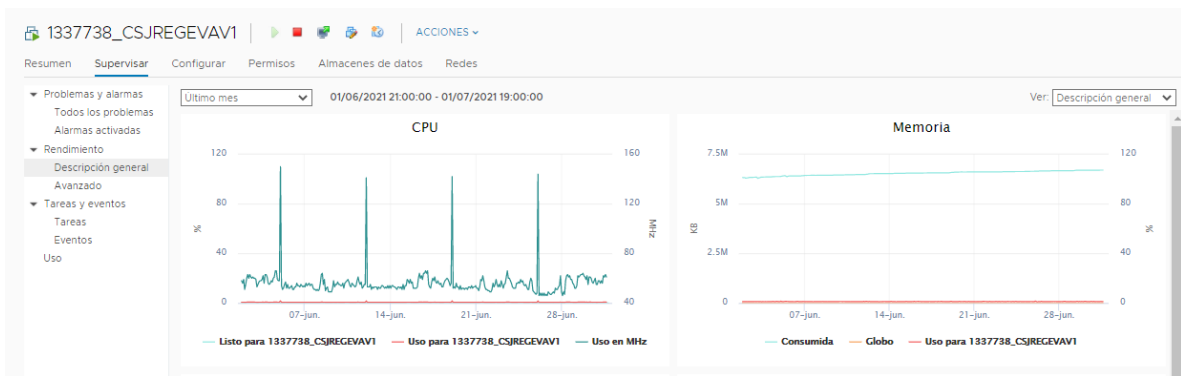 1337738_CSJREGEVAV1 ACCIONES
Resumen Supervisar Configurar Permisos Almacenes de datos Redes
Problemas y alarmas
Todos los problemas
Alarmas activadas
Rendimiento
Descripción general
Avanzado
Tareas y eventos
Tareas
Eventos
Uso
Último mes 01/06/2021 21:00:00 - 01/07/2021 19:00:00 Ver: Descripción general
CPU
120 160
80 120
% MHz
40 80
0 40
07-jun. 14-jun. 21-jun. 28-jun.
Listo para 1337738_CSJREGEVAV1 Uso para 1337738_CSJREGEVAV1 Uso en MHz
Memoria
7.5M 120
5M 80
KB %
2.5M 40
0 0
07-jun. 14-jun. 21-jun. 28-jun.
Consumida Globo Uso para 1337738_CSJREGEVAV1